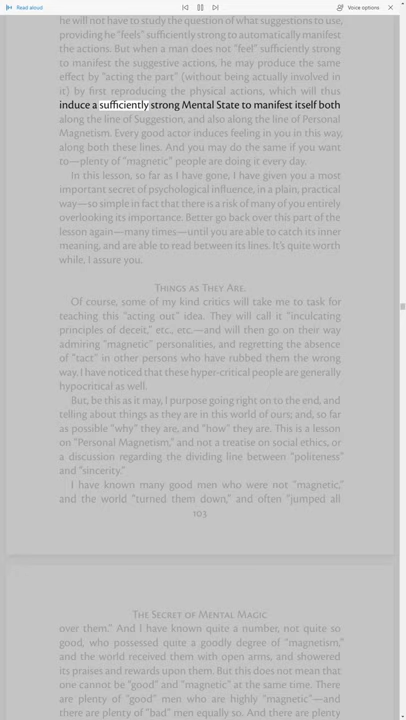 Read aloud
Voice options
he will not have to study the question of what suggestions to use,
providing he "feels" sufficiently strong to automatically manifest
the actions. But when a man does not "feel" sufficiently strong
to manifest the suggestive actions, he may produce the same
effect by "acting the part" (without being actually involved in
it) by first reproducing the physical actions, which will thus
induce a sufficiently strong Mental State to manifest itself both
along the line of Suggestion, and also along the line of Personal
Magnetism. Every good actor induces feeling in you in this way,
along both these lines. And you may do the same if you want
to—plenty of "magnetic" people are doing it every day.
In this lesson, so far as I have gone, I have given you a most
important secret of psychological influence, in a plain, practical
way—so simple in fact that there is a risk of many of you entirely
overlooking its importance. Better go back over this part of the
lesson again—many times—until you are able to catch its inner
meaning, and are able to read between its lines. It's quite worth
while, I assure you.
Things as They Are.
Of course, some of my kind critics will take me to task for
teaching this "acting out" idea. They will call it "inculcating
principles of deceit," etc., etc.—and will then go on their way
admiring "magnetic" personalities, and regretting the absence
of "tact" in other persons who have rubbed them the wrong
way. I have noticed that these hyper-critical people are generally
hypocritical as well.
But, be this as it may, I purpose going right on to the end, and
telling about things as they are in this world of ours; and, so far
as possible "why" they are, and "how" they are. This is a lesson
on "Personal Magnetism," and not a treatise on social ethics, or
a discussion regarding the dividing line between "politeness"
and "sincerity."
I have known many good men who were not "magnetic,"
and the world "turned them down," and often "jumped all
103
The Secret of Mental Magic
over them." And I have known quite a number, not quite so
good, who possessed quite a goodly degree of "magnetism,"
and the world received them with open arms, and showered
its praises and rewards upon them. But this does not mean that
one cannot be "good" and "magnetic" at the same time. There
are plenty of "good" men who are highly "magnetic"—and
there are plenty of "bad" men equally so. And there are plenty